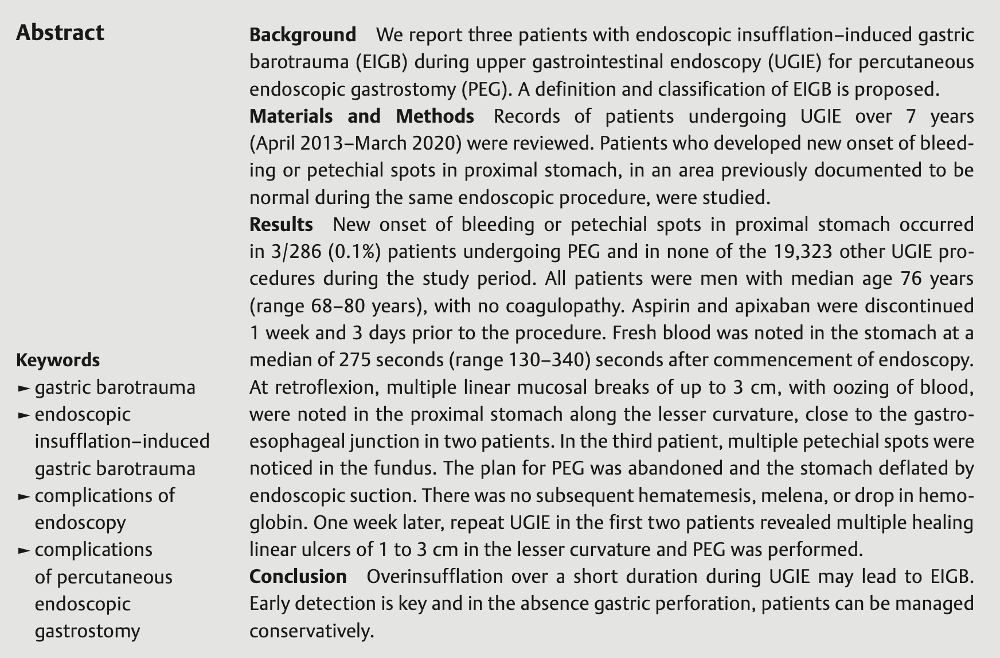 Abstract
Background We report three patients with endoscopic insufflation–induced gastric
barotrauma (EIGB) during upper gastrointestinal endoscopy (UGIE) for percutaneous
endoscopic gastrostomy (PEG). A definition and classification of EIGB is proposed.
Materials and Methods Records of patients undergoing UGIE over 7 years
(April 2013–March 2020) were reviewed. Patients who developed new onset of bleed-
ing or petechial spots in proximal stomach, in an area previously documented to be
normal during the same endoscopic procedure, were studied.
Results New onset of bleeding or petechial spots in proximal stomach occurred
in 3/286 (0.1%) patients undergoing PEG and in none of the 19,323 other UGIE pro-
cedures during the study period. All patients were men with median age 76 years
(range 68–80 years), with no coagulopathy. Aspirin and apixaban were discontinued
1 week and 3 days prior to the procedure. Fresh blood was noted in the stomach at a
median of 275 seconds (range 130–340) seconds after commencement of endoscopy.
At retroflexion, multiple linear mucosal breaks of up to 3 cm, with oozing of blood,
were noted in the proximal stomach along the lesser curvature, close to the gastro-
esophageal junction in two patients. In the third patient, multiple petechial spots were
noticed in the fundus. The plan for PEG was abandoned and the stomach deflated by
endoscopic suction. There was no subsequent hematemesis, melena, or drop in hemo-
globin. One week later, repeat UGIE in the first two patients revealed multiple healing
linear ulcers of 1 to 3 cm in the lesser curvature and PEG was performed.
Conclusion Overinsufflation over a short duration during UGIE may lead to EIGB.
Early detection is key and in the absence gastric perforation, patients can be managed
conservatively.
Keywords
► gastric barotrauma
► endoscopic
insufflation–induced
gastric barotrauma
► complications of
endoscopy
► complications
of percutaneous
endoscopic
gastrostomy